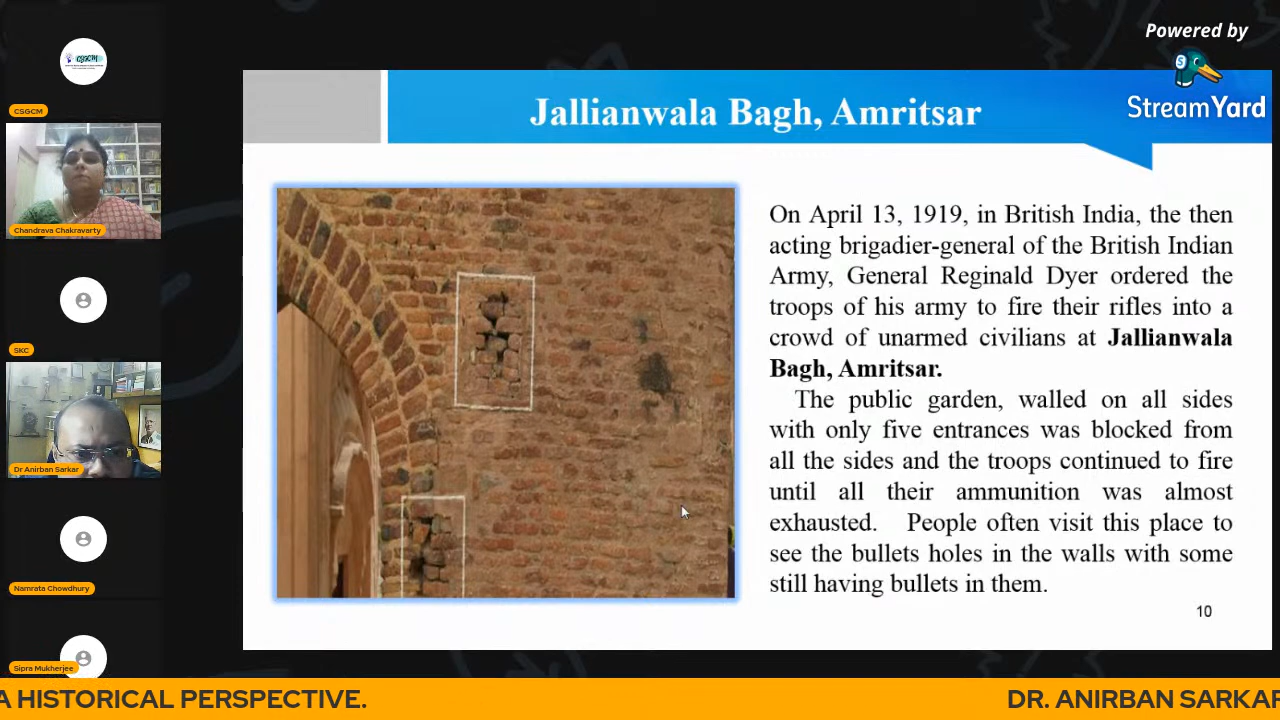 Powered by
StreamYard
CSGCM
Chandrava Chakravarty
SKC
Dr Anirban Sarkar
Namrata Chowdhury
Sipra Mukherjee
Jallianwala Bagh, Amritsar
On April 13, 1919, in British India, the then
acting brigadier-general of the British Indian
Army, General Reginald Dyer ordered the
troops of his army to fire their rifles into a
crowd of unarmed civilians at Jallianwala
Bagh, Amritsar.
The public garden, walled on all sides
with only five entrances was blocked from
all the sides and the troops continued to fire
until all their ammunition was almost
exhausted. People often visit this place to
see the bullets holes in the walls with some
still having bullets in them.
10
A HISTORICAL PERSPECTIVE.
DR. ANIRBAN SARKAR